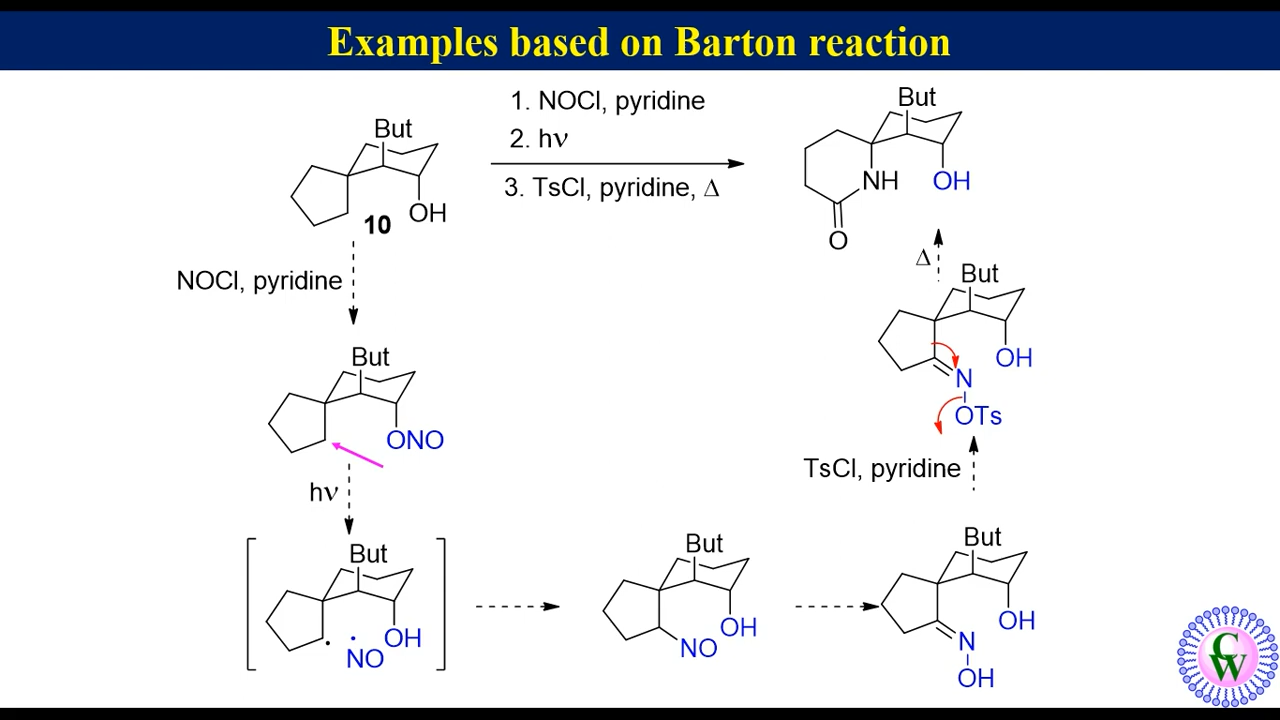 Examples based on Barton reaction
But
OH
10
1. NOCl, pyridine
2. hν
3. TsCl, pyridine, Δ
But
NH
OH
O
NOCl, pyridine
Δ
But
OH
N
OTs
But
ONO
TsCl, pyridine
hν
But
OH
NO
But
OH
NO
But
OH
N
OH
CW